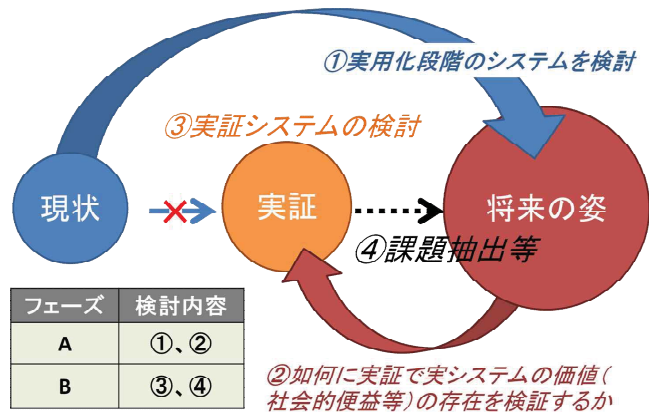 ①実用化段階のシステムを検討
③実証システムの検討
現状
実証
将来の姿
④課題抽出等
フェーズ 検討内容
A ①、②
B ③、④
②如何に実証で実システムの価値(
社会的便益等)の存在を検証するか